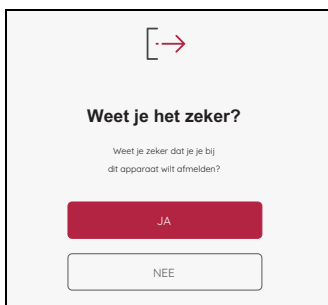 Weet je het zeker?
Weet je zeker dat je je bij
dit apparaat wilt afmelden?
JA
NEE